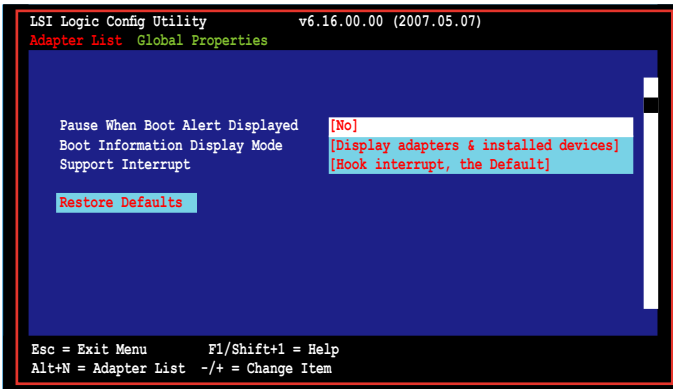 LSI Logic Config Utility v6.16.00.00 (2007.05.07)
Adapter List Global Properties
Pause When Boot Alert Displayed [No]
Boot Information Display Mode [Display adapters & installed devices]
Support Interrupt [Hook interrupt, the Default]
Restore Defaults
Esc = Exit Menu F1/Shift+1 = Help
Alt+N = Adapter List -/+ = Change Item